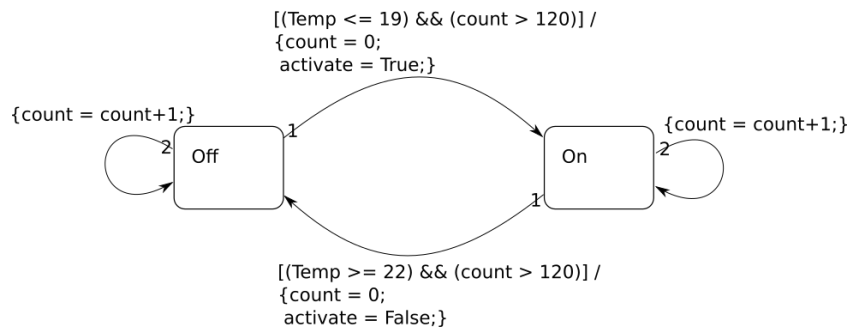 [(Temp <= 19) && (count > 120)] /
{count = 0;
activate = True;}
{count = count+1;}
2
Off
1
On
{count = count+1;}
2
1
[(Temp >= 22) && (count > 120)] /
{count = 0;
activate = False;}